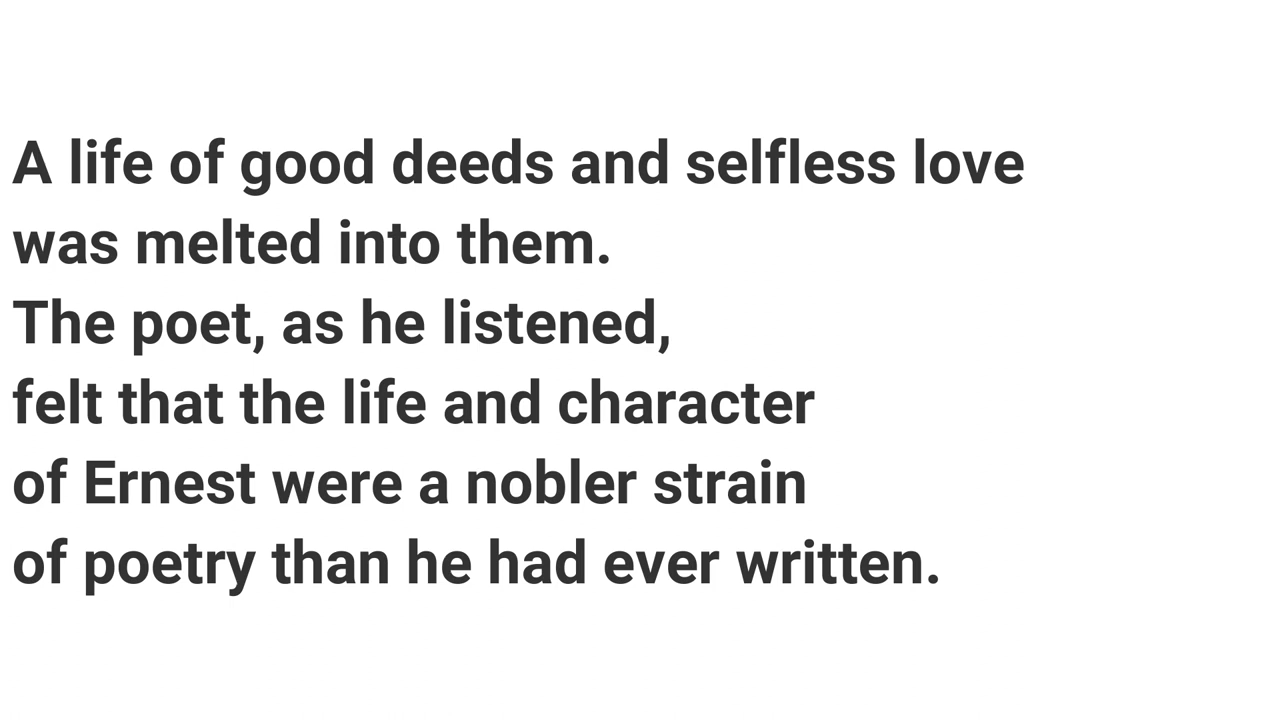 A life of good deeds and selfless love
was melted into them.
The poet, as he listened,
felt that the life and character
of Ernest were a nobler strain
of poetry than he had ever written.